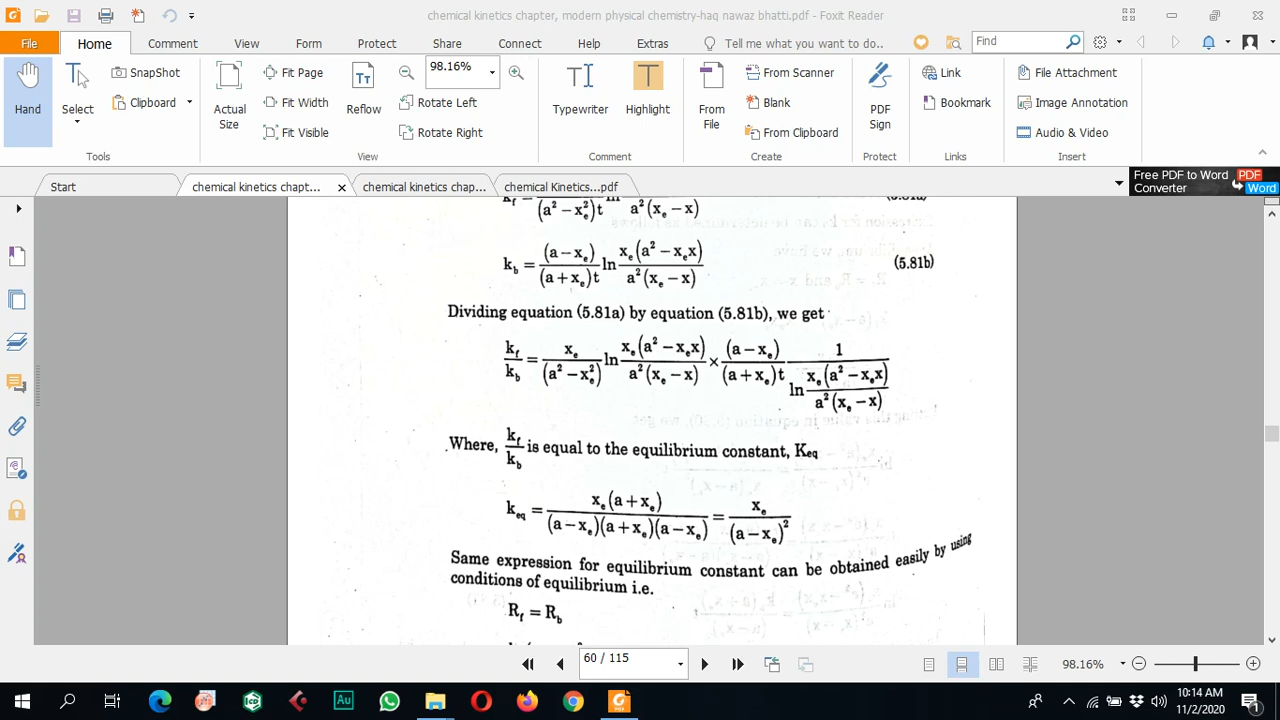 chemical kinetics chapter, modern physical chemistry-haq nawaz bhatti.pdf - Foxit Reader
File Home Comment View Form Protect Share Connect Help Extras Tell me what you want to do.. Find
Hand Select SnapShot Clipboard Actual Size Fit Page Fit Width Fit Visible Reflow 98.16% Rotate Left Rotate Right Typewriter Highlight From File From Scanner Blank From Clipboard PDF Sign Link Bookmark File Attachment Image Annotation Audio & Video
Tools View Comment Create Protect Links Insert
Start chemical kinetics chapt... chemical kinetics chap... chemical Kinetics...pdf Free PDF to Word Converter PDF Word
k_f = /(a² − x_e²)t ln /a²(x_e − x)
k_b = (a − x_e)/(a + x_e)t ln x_e(a² − x_e x)/a²(x_e − x) (5.81b)
Dividing equation (5.81a) by equation (5.81b), we get
k_f/k_b = x_e/(a² − x_e²) ln x_e(a² − x_e x)/a²(x_e − x) × (a − x_e)/(a + x_e)t 1/ln x_e(a² − x_e x)/a²(x_e − x)
Where, k_f/k_b is equal to the equilibrium constant, Keq
k_eq = x_e(a + x_e)/(a − x_e)(a + x_e)(a − x_e) = x_e/(a − x_e)²
Same expression for equilibrium constant can be obtained easily by using
conditions of equilibrium i.e.
R_f = R_b
60 / 115 98.16%
10:14 AM
11/2/2020